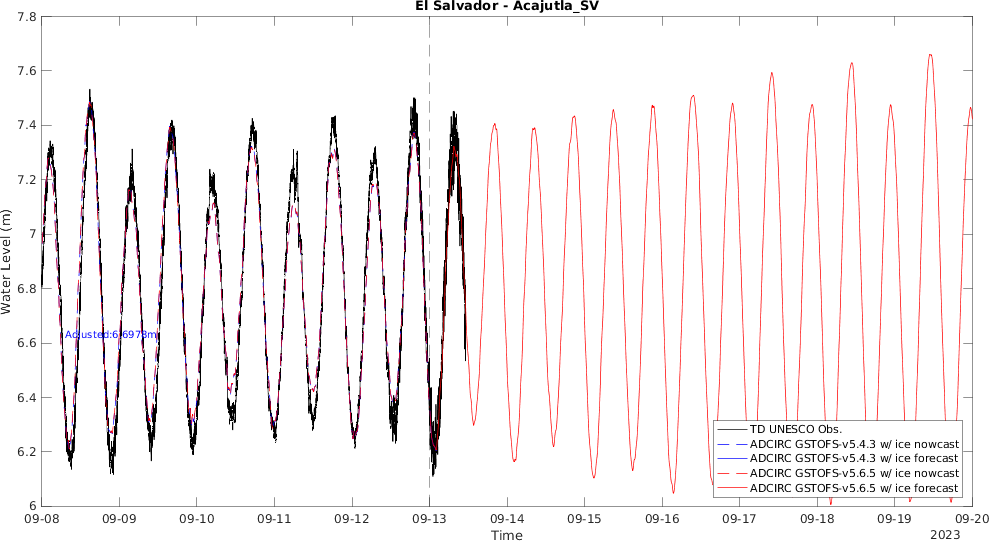 El Salvador - Acajutla_SV
Water Level (m)
7.8
7.6
7.4
7.2
7
6.8
6.6
6.4
6.2
6
Adjusted:6.6978m
TD UNESCO Obs.
ADCIRC GSTOFS-v5.4.3 w/ ice nowcast
ADCIRC GSTOFS-v5.4.3 w/ ice forecast
ADCIRC GSTOFS-v5.6.5 w/ ice nowcast
ADCIRC GSTOFS-v5.6.5 w/ ice forecast
09-08 09-09 09-10 09-11 09-12 09-13 09-14 09-15 09-16 09-17 09-18 09-19 09-20
Time
2023